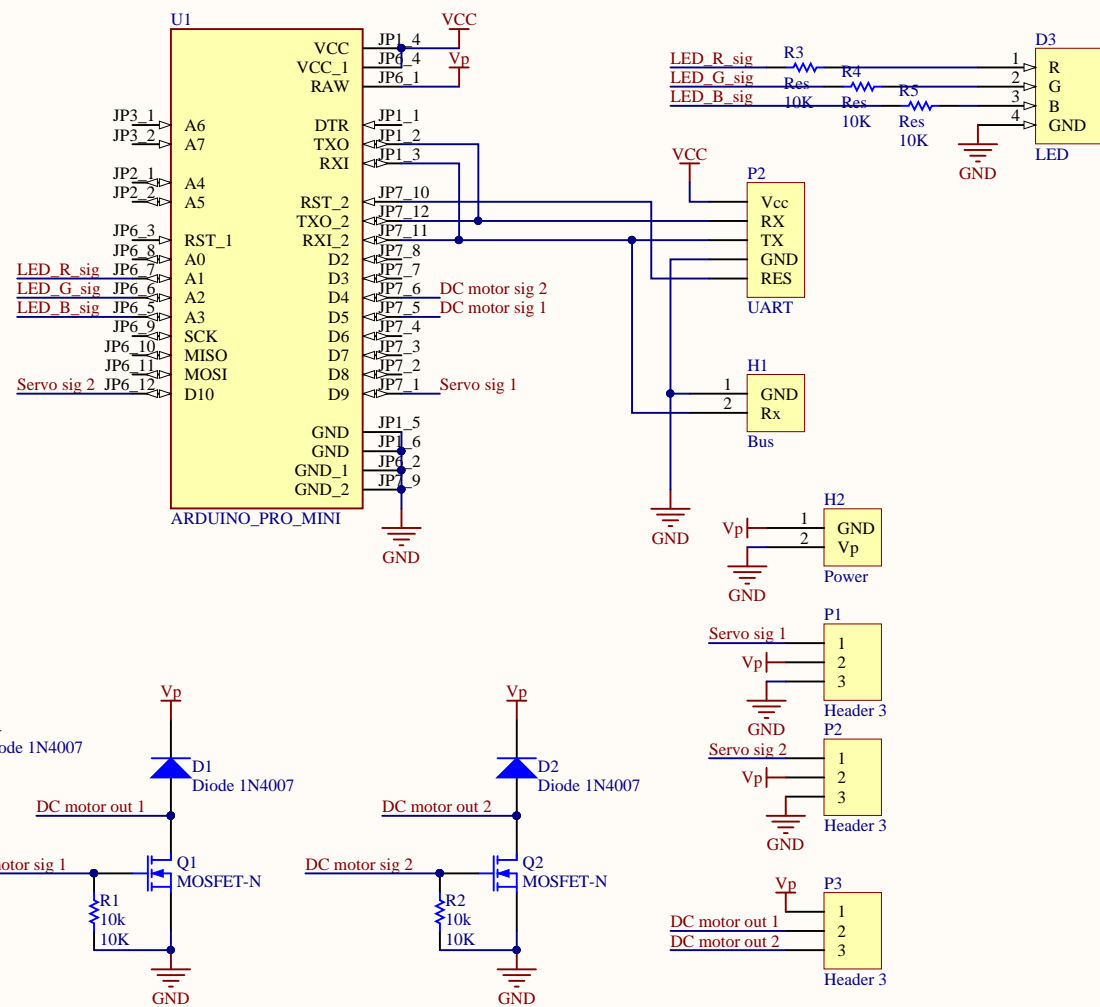 U1
VCC
JP1_4
VCC
VCC_1
JP6_4
Vp
RAW
JP6_1
JP3_1
A6
DTR
JP1_1
JP3_2
A7
TXO
JP1_2
RXI
JP1_3
JP2_1
A4
JP2_2
A5
RST_2
JP7_10
TXO_2
JP7_12
JP6_3
RST_1
RXI_2
JP7_11
JP6_8
A0
D2
JP7_8
LED_R_sig
JP6_7
A1
D3
JP7_7
LED_G_sig
JP6_6
A2
D4
JP7_6
DC motor sig 2
LED_B_sig
JP6_5
A3
D5
JP7_5
DC motor sig 1
JP6_9
SCK
D6
JP7_4
JP6_10
MISO
D7
JP7_3
JP6_11
MOSI
D8
JP7_2
Servo sig 2
JP6_12
D10
D9
JP7_1
Servo sig 1
GND
JP1_5
GND
JP1_6
GND_1
JP6_2
GND_2
JP7_9
ARDUINO_PRO_MINI
GND
LED_R_sig
R3
Res
10K
LED_G_sig
R4
Res
10K
LED_B_sig
R5
Res
10K
D3
1
R
2
G
3
B
4
GND
LED
GND
VCC
P2
Vcc
RX
TX
GND
RES
UART
H1
1
GND
2
Rx
Bus
GND
H2
Vp
1
GND
2
Vp
Power
GND
P1
Servo sig 1
1
Vp
2
3
Header 3
GND
P2
Servo sig 2
1
Vp
2
3
Header 3
GND
P3
Vp
1
DC motor out 1
2
DC motor out 2
3
Header 3
ode 1N4007
Vp
D1
Diode 1N4007
DC motor out 1
otor sig 1
Q1
MOSFET-N
R1
10k
10K
GND
Vp
D2
Diode 1N4007
DC motor out 2
DC motor sig 2
Q2
MOSFET-N
R2
10k
10K
GND